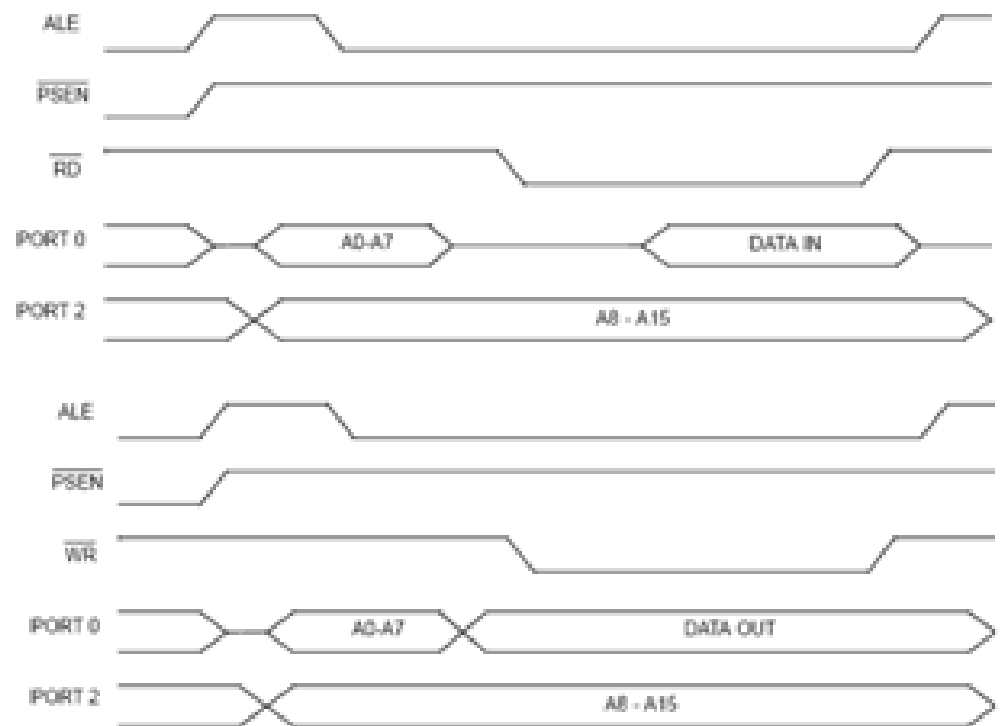 ALE
PSEN
RD
PORT 0 A0-A7 DATA IN
PORT 2 A8 - A15
ALE
PSEN
WR
PORT 0 A0-A7 DATA OUT
PORT 2 A8 - A15